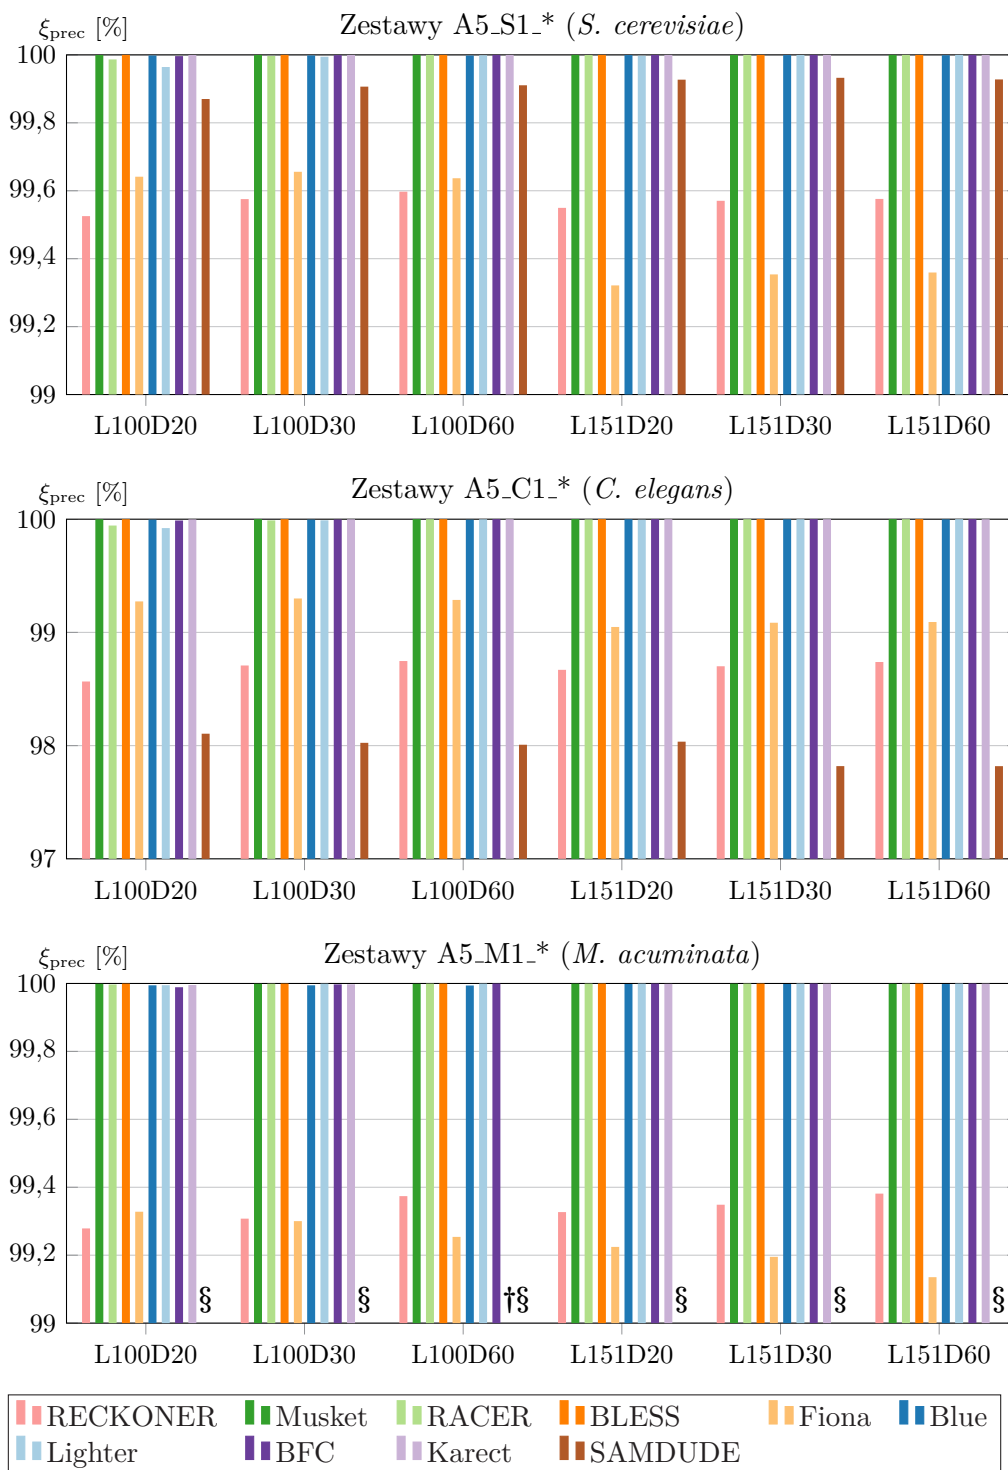 ξprec [%] Zestawy A5_S1_* (S. cerevisiae)
100
99,8
99,6
99,4
99,2
99
L100D20 L100D30 L100D60 L151D20 L151D30 L151D60
ξprec [%] Zestawy A5_C1_* (C. elegans)
100
99
98
97
L100D20 L100D30 L100D60 L151D20 L151D30 L151D60
ξprec [%] Zestawy A5_M1_* (M. acuminata)
100
99,8
99,6
99,4
99,2
§ § †§ § § §
99
L100D20 L100D30 L100D60 L151D20 L151D30 L151D60
RECKONER Musket RACER BLESS Fiona Blue
Lighter BFC Karect SAMDUDE